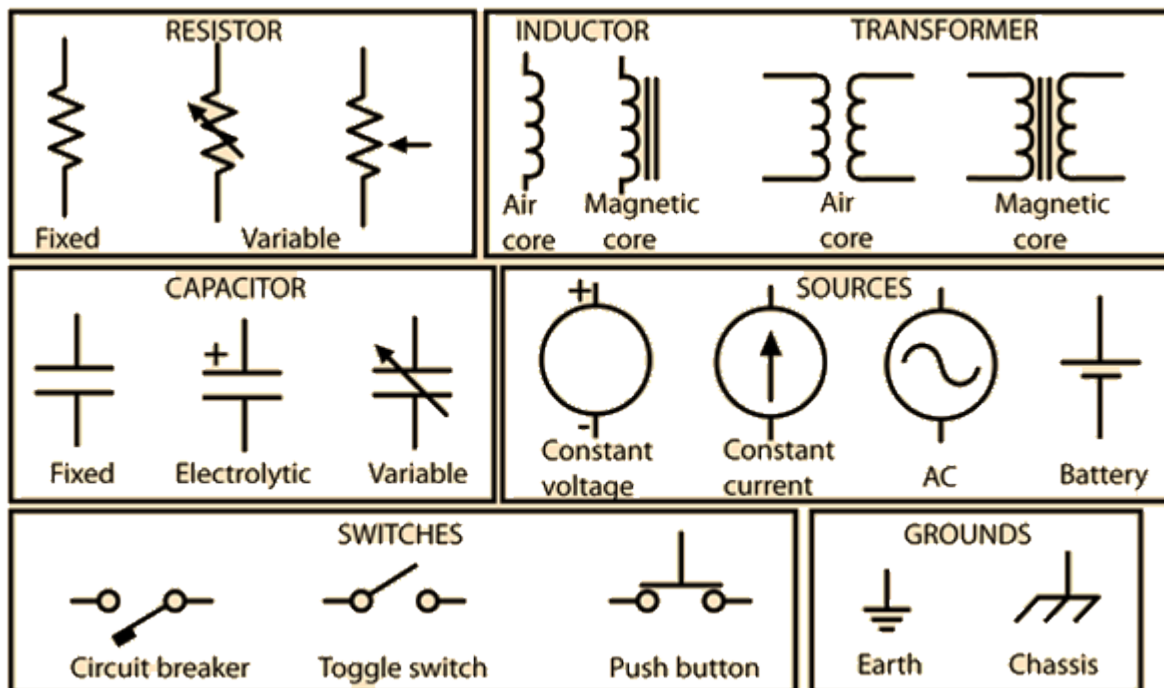 RESISTOR
Fixed
Variable
INDUCTOR
TRANSFORMER
Air
core
Magnetic
core
Air
core
Magnetic
core
CAPACITOR
+
Fixed
Electrolytic
Variable
SOURCES
+
-
Constant
voltage
Constant
current
AC
Battery
SWITCHES
Circuit breaker
Toggle switch
Push button
GROUNDS
Earth
Chassis